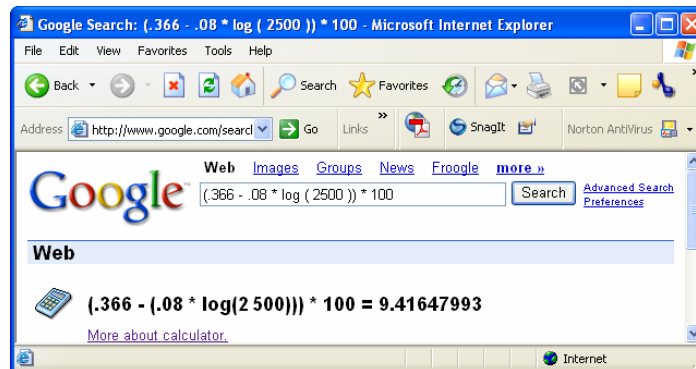 Google Search: (.366 - .08 * log ( 2500 )) * 100 - Microsoft Internet Explorer
File Edit View Favorites Tools Help
Back Search Favorites
Address http://www.google.com/searcl Go Links » SnagIt Norton AntiVirus
Google™ Web Images Groups News Froogle more »
(.366 - .08 * log ( 2500 )) * 100 Search Advanced Search
Preferences
Web
(.366 - (.08 * log(2 500))) * 100 = 9.41647993
More about calculator.
Internet